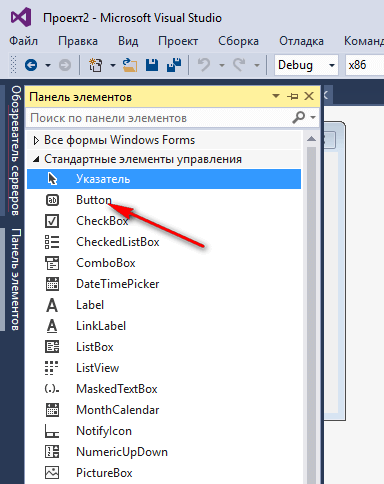 Проект2 - Microsoft Visual Studio
Файл Правка Вид Проект Сборка Отладка
Debug x86
Обозреватель серверов
Панель элементов
Панель элементов
Поиск по панели элементов
Все формы Windows Forms
Стандартные элементы управления
Указатель
Button
CheckBox
CheckedListBox
ComboBox
DateTimePicker
Label
LinkLabel
ListBox
ListView
MaskedTextBox
MonthCalendar
NotifyIcon
NumericUpDown
PictureBox